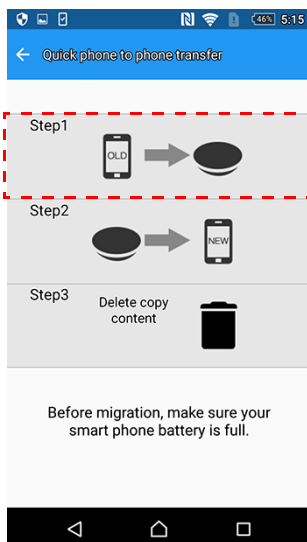 46% 5:15
Quick phone to phone transfer
Step1
OLD
Step2
NEW
Step3
Delete copy
content
Before migration, make sure your
smart phone battery is full.